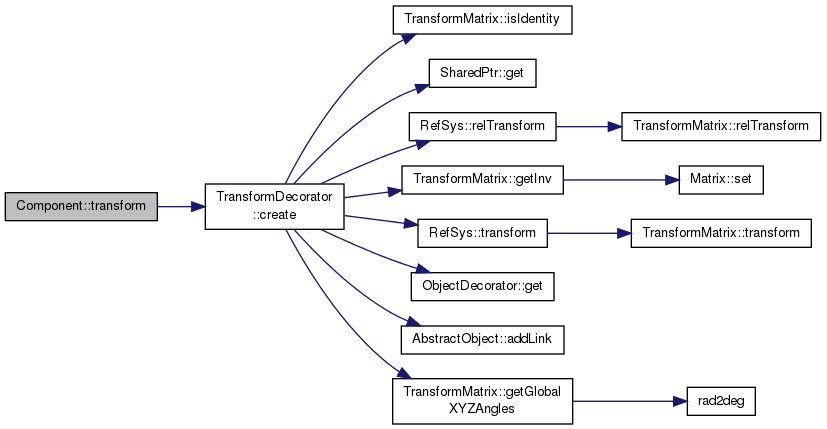 TransformMatrix::isIdentity
SharedPtr::get
RefSys::relTransform
TransformMatrix::relTransform
TransformMatrix::getInv
Matrix::set
Component::transform
TransformDecorator
::create
RefSys::transform
TransformMatrix::transform
ObjectDecorator::get
AbstractObject::addLink
TransformMatrix::getGlobal
XYZAngles
rad2deg